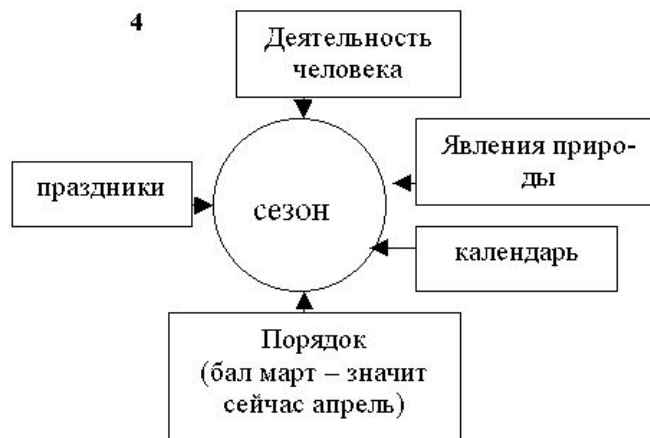 4
Деятельность
человека
Явления приро-
ды
праздники
сезон
календарь
Порядок
(бал март – значит
сейчас апрель)